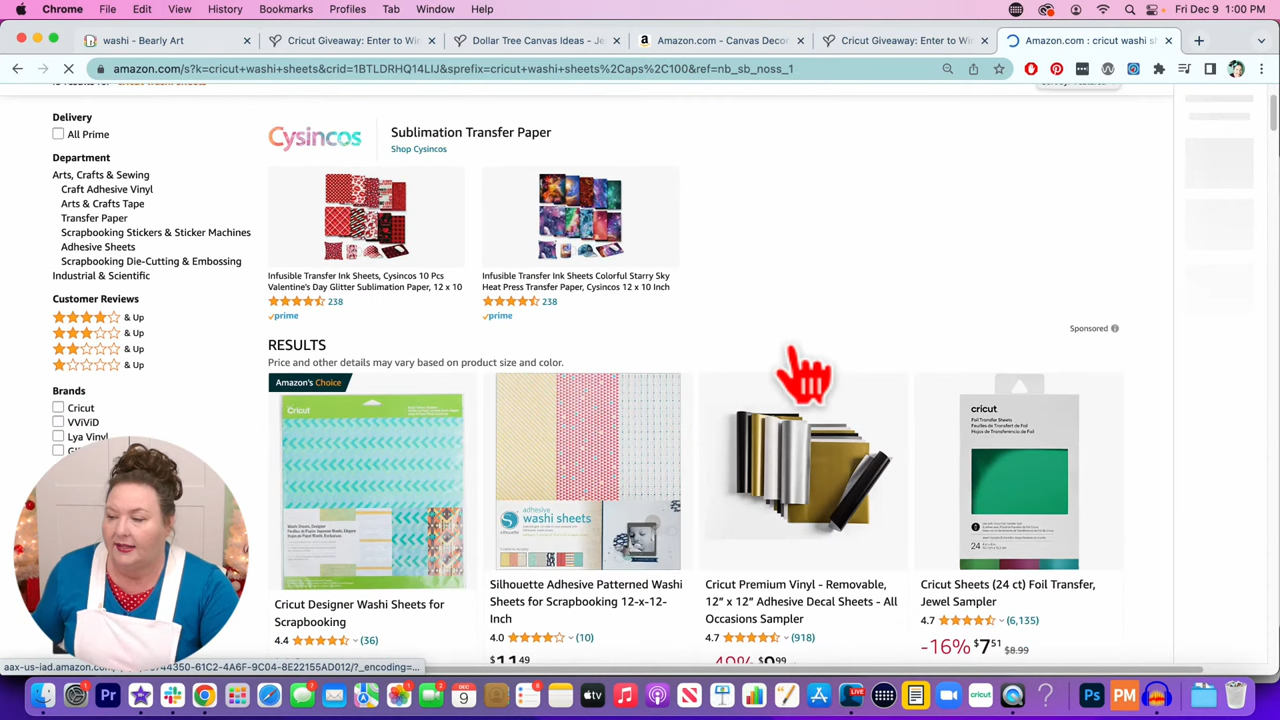 Chrome File Edit View History Bookmarks Profiles Tab Window Help Fri Dec 9 1:00 PM
washi - Bearly Art Cricut Giveaway: Enter to Win Dollar Tree Canvas Ideas - Je Amazon.com - Canvas Decor Cricut Giveaway: Enter to Win Amazon.com : cricut washi sh
amazon.com/s?k=cricut+washi+sheets&crid=1BTLDRHQ14LIJ&sprefix=cricut+washi+sheets%2Caps%2C100&ref=nb_sb_noss_1
Delivery
All Prime
Department
Arts, Crafts & Sewing
Craft Adhesive Vinyl
Arts & Crafts Tape
Transfer Paper
Scrapbooking Stickers & Sticker Machines
Adhesive Sheets
Scrapbooking Die-Cutting & Embossing
Industrial & Scientific
Customer Reviews
& Up
& Up
& Up
& Up
Brands
Cricut
VViViD
Lya Vinyl
Cysincos
Sublimation Transfer Paper
Shop Cysincos
Infusible Transfer Ink Sheets, Cysincos 10 Pcs
Valentine's Day Glitter Sublimation Paper, 12 x 10
238
prime
Infusible Transfer Ink Sheets Colorful Starry Sky
Heat Press Transfer Paper, Cysincos 12 x 10 Inch
238
prime
Sponsored
RESULTS
Price and other details may vary based on product size and color.
Amazon's Choice
Cricut
Cricut Designer Washi Sheets for
Scrapbooking
4.4 (36)
adhesive
washi sheets
silhouette
Silhouette Adhesive Patterned Washi
Sheets for Scrapbooking 12-x-12-
Inch
4.0 (10)
$11.49
Cricut Premium Vinyl - Removable,
12” x 12” Adhesive Decal Sheets - All
Occasions Sampler
4.7 (918)
cricut
Foil Transfer Sheets
24
Cricut Sheets (24 ct) Foil Transfer,
Jewel Sampler
4.7 (6,135)
-16% $7.51 $8.99